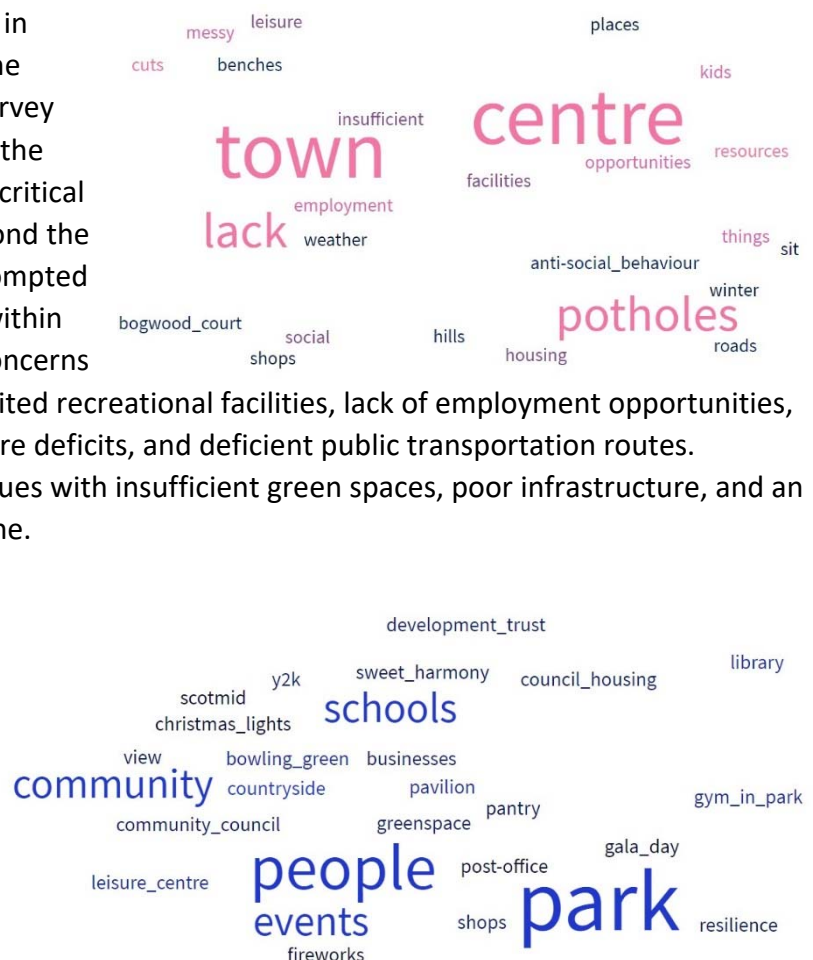 in
leisure
messy
places
cuts
benches
kids
rvey
insufficient
centre
the
town
opportunities
resources
critical
facilities
employment
ond the
lack
weather
things
sit
anti-social_behaviour
ompted
winter
potholes
vithin
bogwood_court
social
hills
roads
oncerns
shops
housing
ited recreational facilities, lack of employment opportunities,
re deficits, and deficient public transportation routes.
ues with insufficient green spaces, poor infrastructure, and an
ne.
development_trust
library
y2k
sweet_harmony
council_housing
scotmid
schools
christmas_lights
view
bowling_green
businesses
community
countryside
pavilion
gym_in_park
pantry
community_council
greenspace
gala_day
people
post-office
leisure_centre
park
events
shops
resilience
fireworks